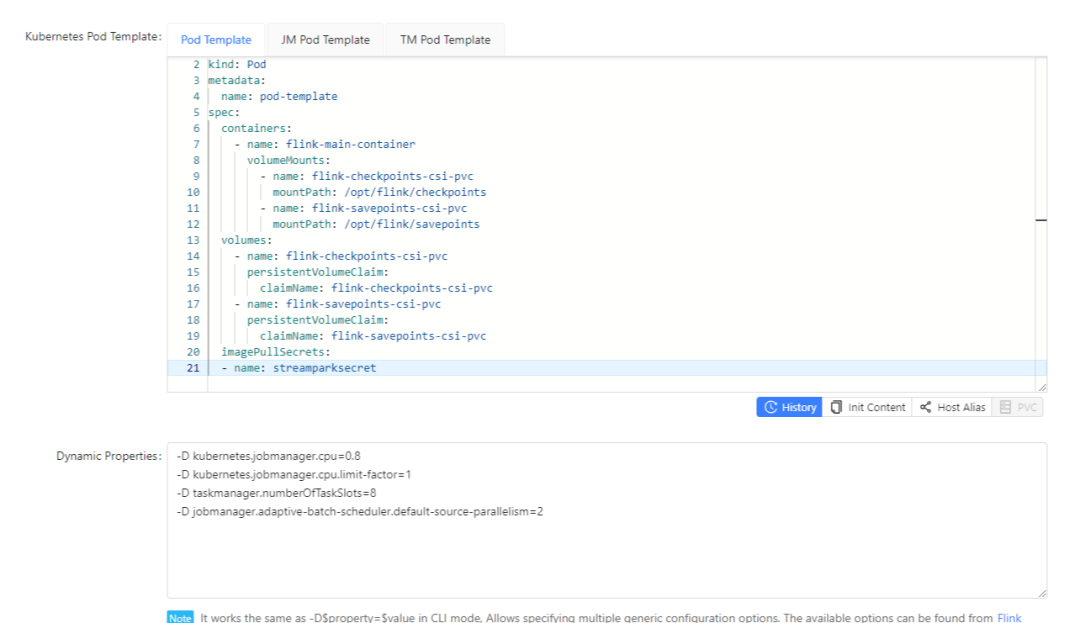 Kubernetes Pod Template:
Pod Template JM Pod Template TM Pod Template
2 kind: Pod
3 metadata:
4 name: pod-template
5 spec:
6 containers:
7 - name: flink-main-container
8 volumeMounts:
9 - name: flink-checkpoints-csi-pvc
10 mountPath: /opt/flink/checkpoints
11 - name: flink-savepoints-csi-pvc
12 mountPath: /opt/flink/savepoints
13 volumes:
14 - name: flink-checkpoints-csi-pvc
15 persistentVolumeClaim:
16 claimName: flink-checkpoints-csi-pvc
17 - name: flink-savepoints-csi-pvc
18 persistentVolumeClaim:
19 claimName: flink-savepoints-csi-pvc
20 imagePullSecrets:
21 - name: streamparksecret
History Init Content Host Alias PVC
Dynamic Properties:
-D kubernetes.jobmanager.cpu=0.8
-D kubernetes.jobmanager.cpu.limit-factor=1
-D taskmanager.numberOfTaskSlots=8
-D jobmanager.adaptive-batch-scheduler.default-source-parallelism=2
Note It works the same as -D$property=$value in CLI mode, Allows specifying multiple generic configuration options. The available options can be found from Flink